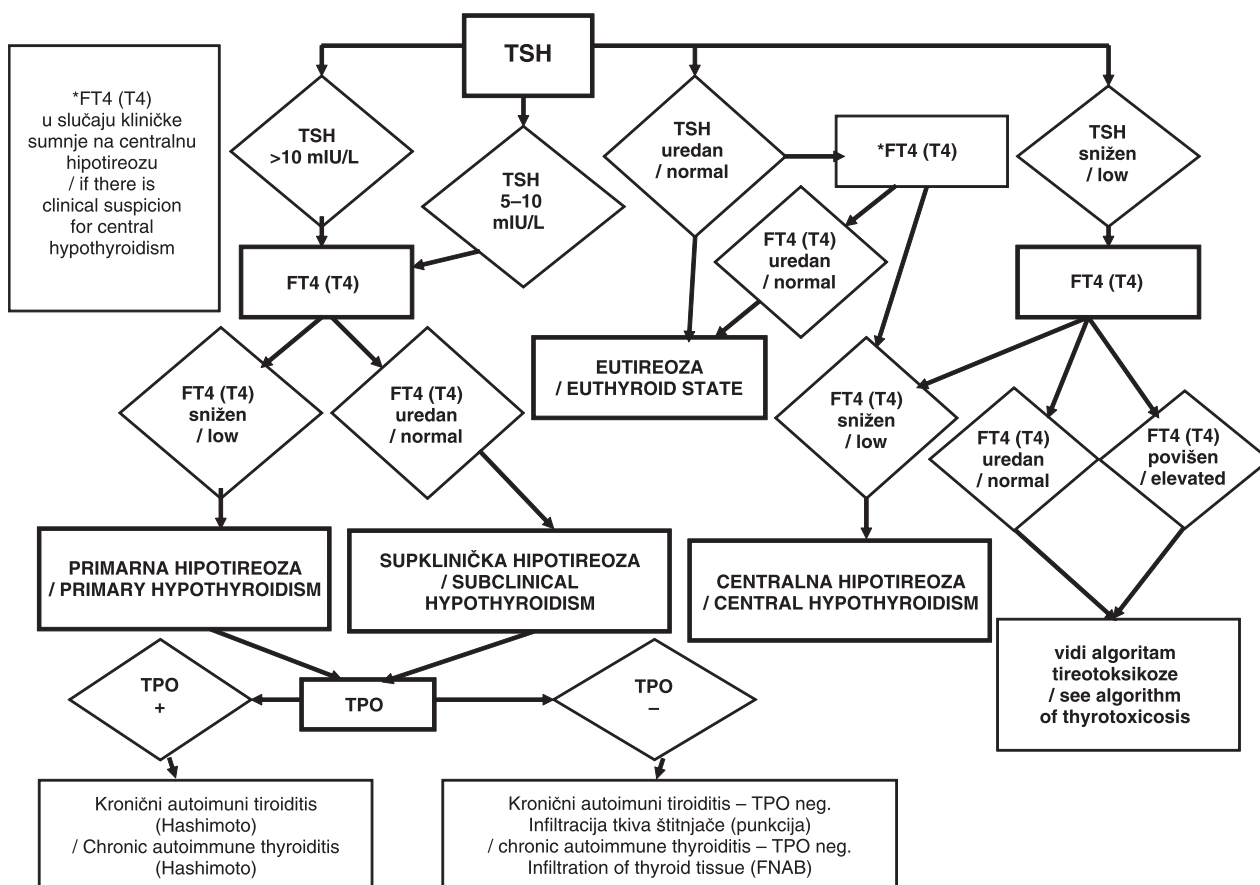 *FT4 (T4)
u slučaju kliničke
sumnje na centralnu
hipotireozu
/ if there is
clinical suspicion
for central
hypothyroidism
TSH
TSH
>10 mIU/L
TSH
5–10
mIU/L
TSH
uredan
/ normal
*FT4 (T4)
TSH
snižen
/ low
FT4 (T4)
FT4 (T4)
uredan
/ normal
FT4 (T4)
FT4 (T4)
snižen
/ low
FT4 (T4)
uredan
/ normal
EUTIREOZA
/ EUTHYROID STATE
FT4 (T4)
snižen
/ low
FT4 (T4)
uredan
/ normal
FT4 (T4)
povišen
/ elevated
PRIMARNA HIPOTIREOZA
/ PRIMARY HYPOTHYROIDISM
SUPKLINIČKA HIPOTIREOZA
/ SUBCLINICAL
HYPOTHYROIDISM
CENTRALNA HIPOTIREOZA
/ CENTRAL HYPOTHYROIDISM
vidi algoritam
tireotoksikoze
/ see algorithm
of thyrotoxicosis
TPO
+
TPO
TPO
–
Kronični autoimuni tiroiditis
(Hashimoto)
/ Chronic autoimmune thyroiditis
(Hashimoto)
Kronični autoimuni tiroiditis – TPO neg.
Infiltracija tkiva štitnjače (punkcija)
/ chronic autoimmune thyroiditis – TPO neg.
Infiltration of thyroid tissue (FNAB)